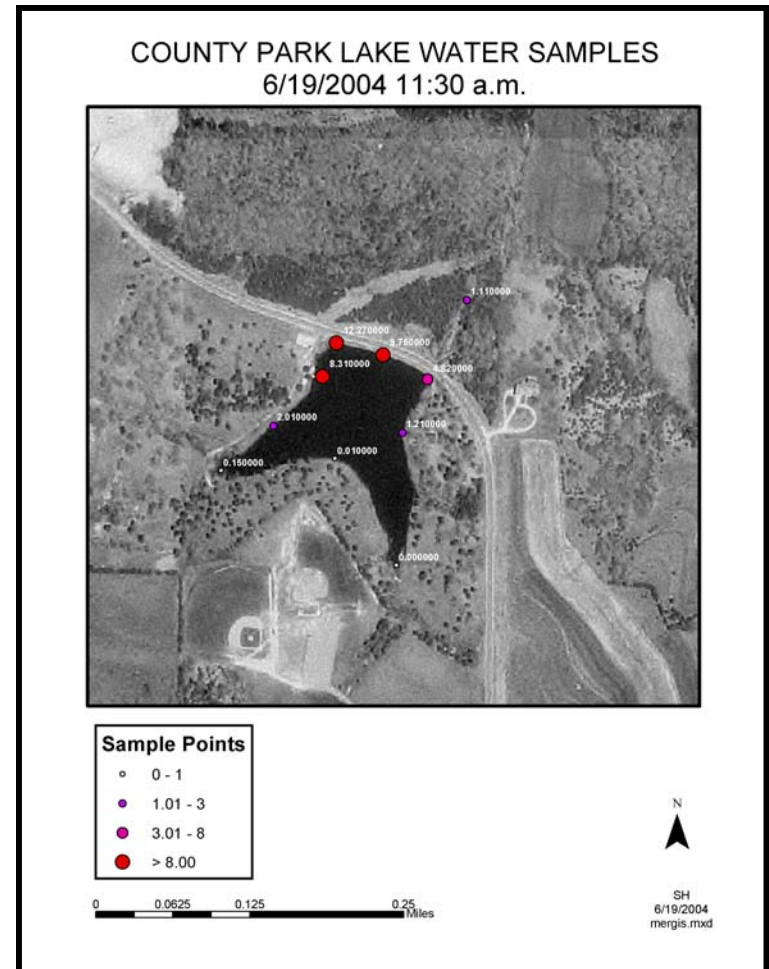 COUNTY PARK LAKE WATER SAMPLES
6/19/2004 11:30 a.m.
1.110000
12.270000
9.750000
8.310000
4.820000
2.010000
1.210000
0.010000
0.150000
0.000000
Sample Points
0 - 1
1.01 - 3
3.01 - 8
> 8.00
N
0 0.0625 0.125 0.25
Miles
SH
6/19/2004
mergis.mxd